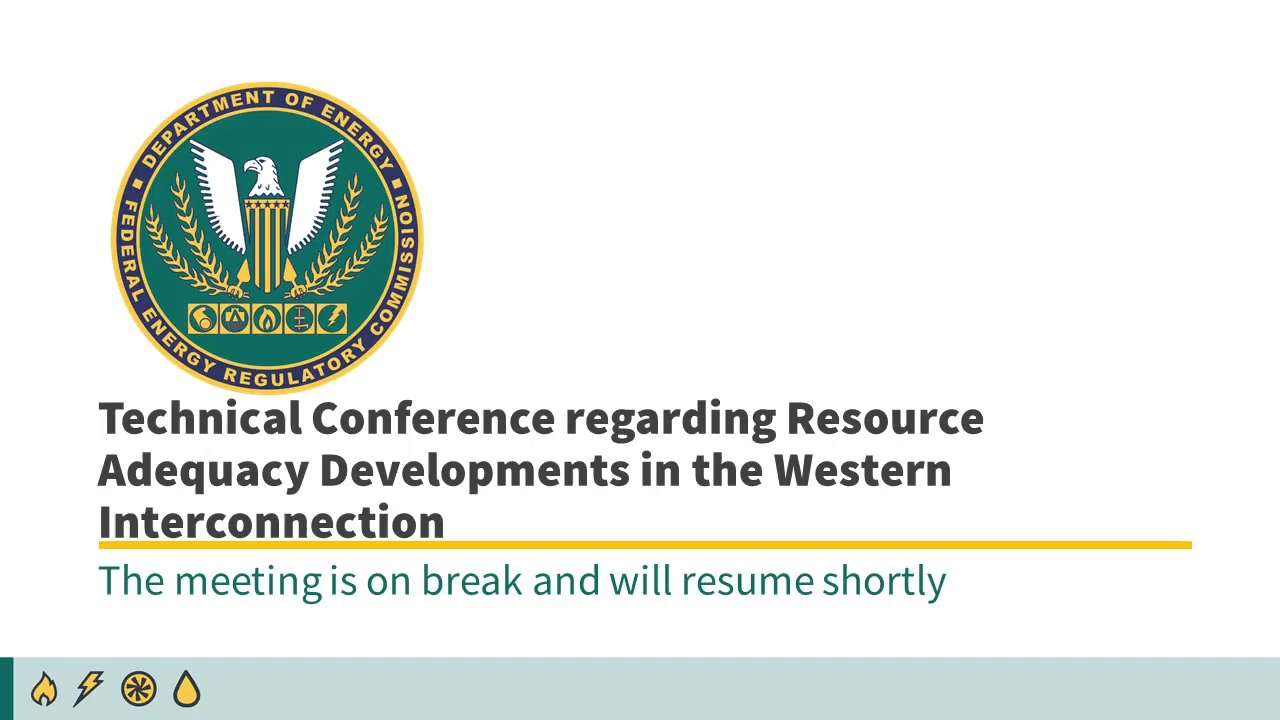 DEPARTMENT OF ENERGY
FEDERAL ENERGY REGULATORY COMMISSION
Technical Conference regarding Resource
Adequacy Developments in the Western
Interconnection
The meeting is on break and will resume shortly